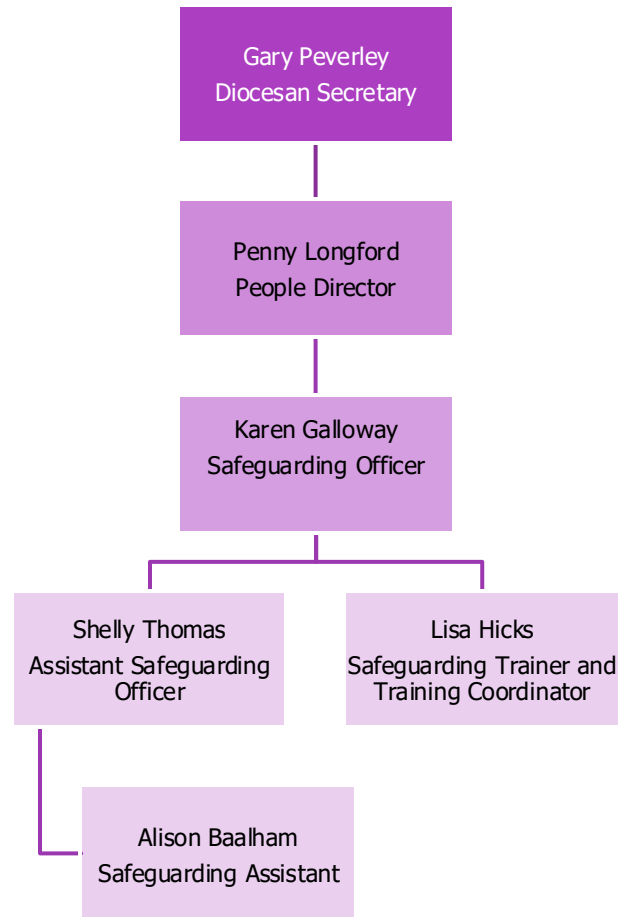 Gary Peverley
Diocesan Secretary
Penny Longford
People Director
Karen Galloway
Safeguarding Officer
Shelly Thomas
Assistant Safeguarding
Officer
Lisa Hicks
Safeguarding Trainer and
Training Coordinator
Alison Baalham
Safeguarding Assistant